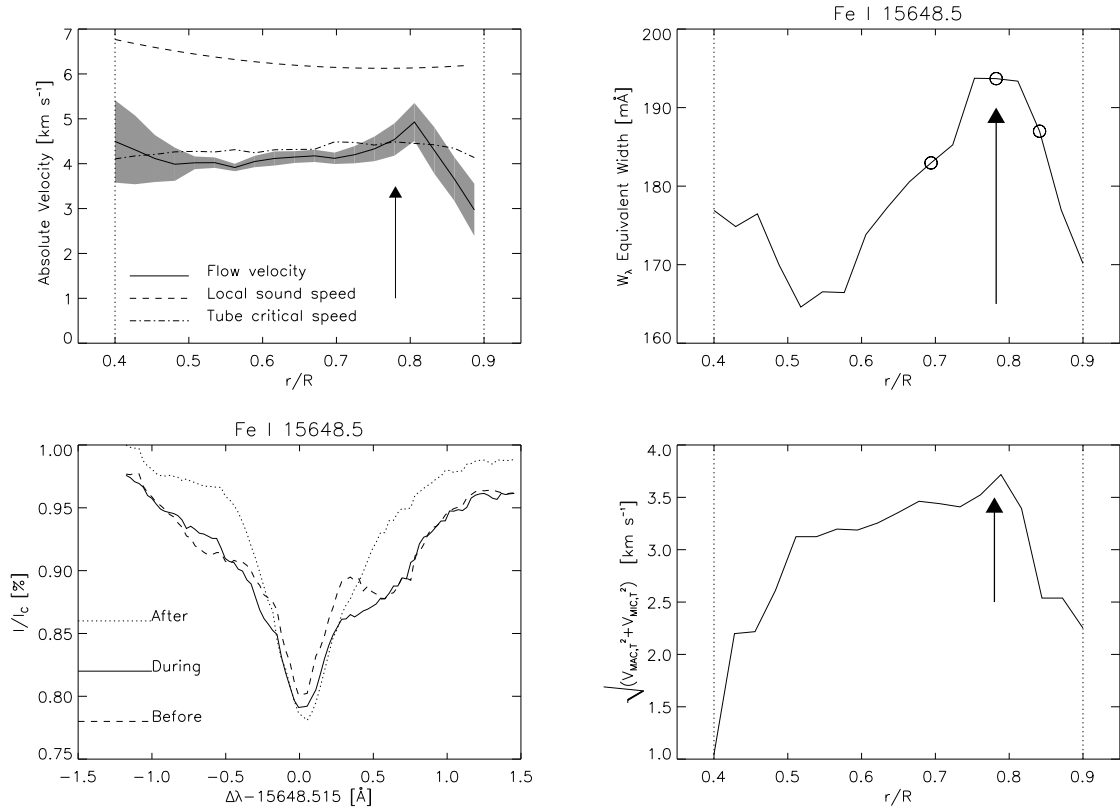 7
6
5
4
3
2
1
0
Absolute Velocity [km s⁻¹]
Flow velocity
Local sound speed
Tube critical speed
0.4 0.5 0.6 0.7 0.8 0.9
r/R
Fe I 15648.5
200
190
180
170
160
Wλ Equivalent Width [mÅ]
0.4 0.5 0.6 0.7 0.8 0.9
r/R
Fe I 15648.5
1.00
0.95
0.90
0.85
0.80
0.75
I/I_C [%]
After
During
Before
−1.5 −1.0 −0.5 0.0 0.5 1.0 1.5
Δλ−15648.515 [Å]
4.0
3.5
3.0
2.5
2.0
1.5
1.0
√(V_MAC,T²+V_MIC,T²) [km s⁻¹]
0.4 0.5 0.6 0.7 0.8 0.9
r/R